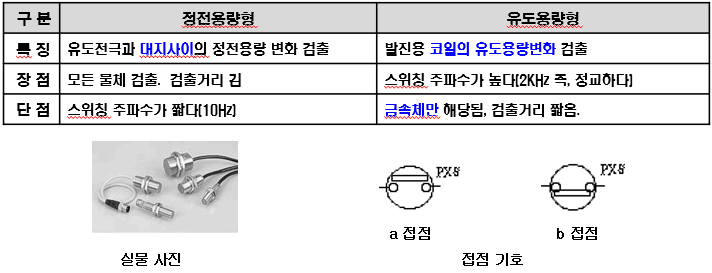 구 분 정전용량형 유도용량형
특 징 유도전극과 대지사이의 정전용량 변화 검출 발진용 코일의 유도용량변화 검출
장 점 모든 물체 검출. 검출거리 김 스위칭 주파수가 높다(2KHz 즉, 정교하다)
단 점 스위칭 주파수가 짧다(10Hz) 금속체만 해당됨, 검출거리 짧음.
PX8 PX8
a 접점 b 접점
실물 사진 접점 기호